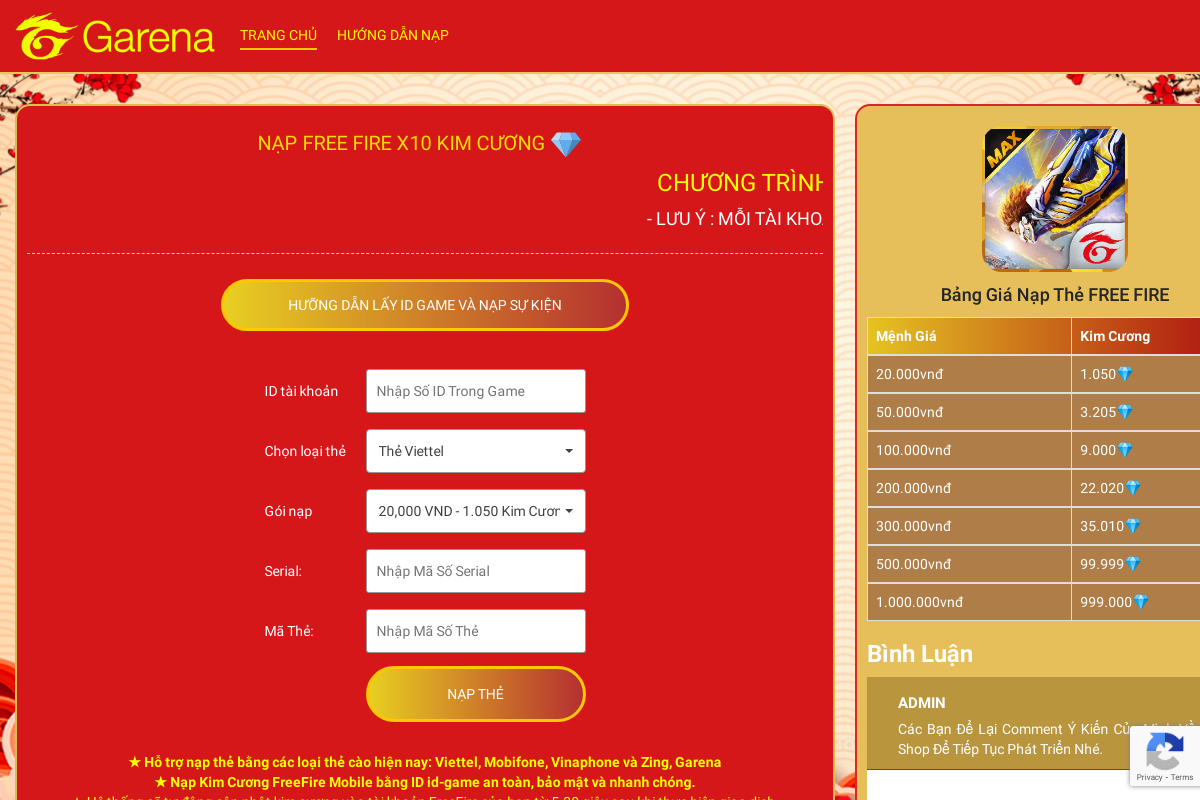 Garena
TRANG CHỦ
HƯỚNG DẪN NẠP
NẠP FREE FIRE X10 KIM CƯƠNG
CHƯƠNG TRÌNH
- LƯU Ý : MỖI TÀI KHO
HƯỠNG DẪN LẤY ID GAME VÀ NẠP SỰ KIỆN
ID tài khoản
Nhập Số ID Trong Game
Chọn loại thẻ
Thẻ Viettel
Gói nạp
20,000 VND - 1.050 Kim Cươn
Serial:
Nhập Mã Số Serial
Mã Thẻ:
Nhập Mã Số Thẻ
NẠP THẺ
★ Hỗ trợ nạp thẻ bằng các loại thẻ cào hiện nay: Viettel, Mobifone, Vinaphone và Zing, Garena
★ Nạp Kim Cương FreeFire Mobile bằng ID id-game an toàn, bảo mật và nhanh chóng.
MAX
Bảng Giá Nạp Thẻ FREE FIRE
Mệnh Giá Kim Cương
20.000vnđ 1.050
50.000vnđ 3.205
100.000vnđ 9.000
200.000vnđ 22.020
300.000vnđ 35.010
500.000vnđ 99.999
1.000.000vnđ 999.000
Bình Luận
ADMIN
Các Bạn Để Lại Comment Ý Kiến
Shop Để Tiếp Tục Phát Triển Nhé.
Privacy - Terms